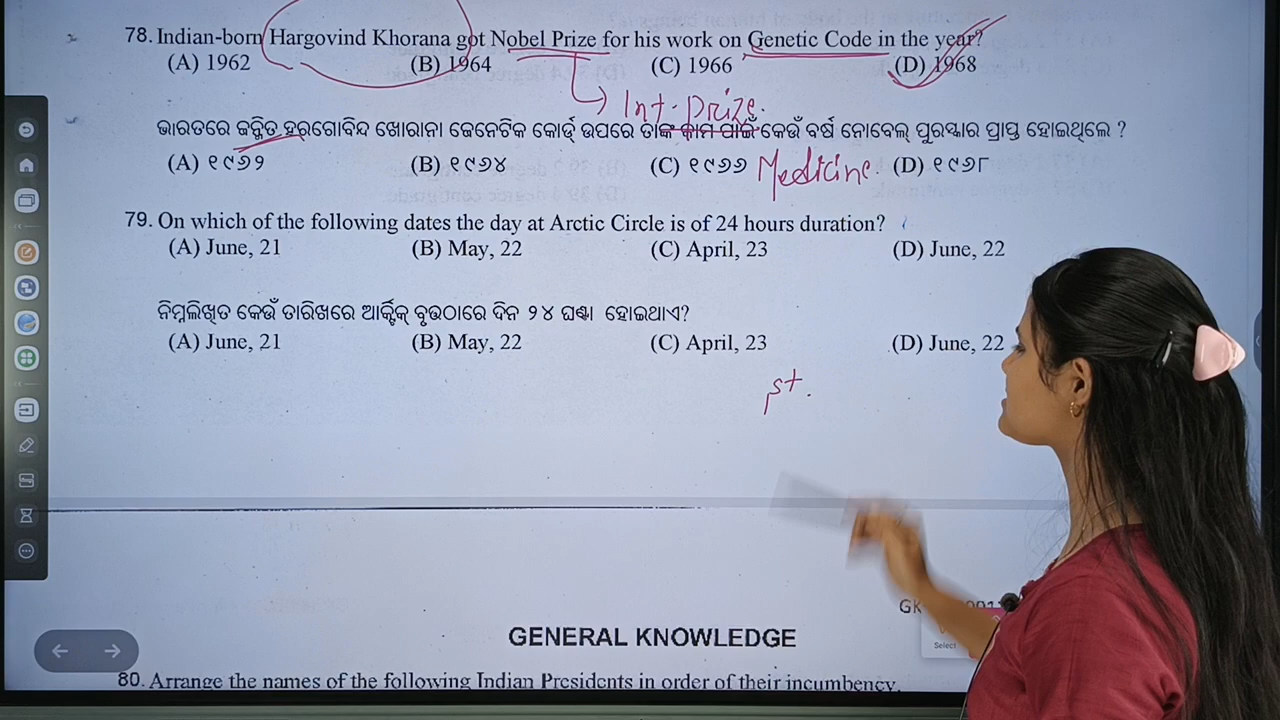 78. Indian-born Hargovind Khorana got Nobel Prize for his work on Genetic Code in the year?
(A) 1962 (B) 1964 (C) 1966 (D) 1968
Int. Prize.
ଭାରତରେ ଜନ୍ମିତ ହରଗୋବିନ୍ଦ ଖୋରାନା ଜେନେଟିକ କୋର୍ଡ୍ ଉପରେ ତାଙ୍କ କାମ ପାଇଁ କେଉଁ ବର୍ଷ ନୋବେଲ୍ ପୁରସ୍କାର ପ୍ରାପ୍ତ ହୋଇଥିଲେ ?
(A) ୧୯୬୨ (B) ୧୯୬୪ (C) ୧୯୬୬ Medicine. (D) ୧୯୬୮
79. On which of the following dates the day at Arctic Circle is of 24 hours duration?
(A) June, 21 (B) May, 22 (C) April, 23 (D) June, 22
ନିମ୍ନଲିଖିତ କେଉଁ ତାରିଖରେ ଆର୍କ୍ଟିକ୍ ବୃତ୍ତଠାରେ ଦିନ ୨୪ ଘଣ୍ଟା ହୋଇଥାଏ?
(A) June, 21 (B) May, 22 (C) April, 23 (D) June, 22
st.
GK
Select
GENERAL KNOWLEDGE
80. Arrange the names of the following Indian Presidents in order of their incumbency.